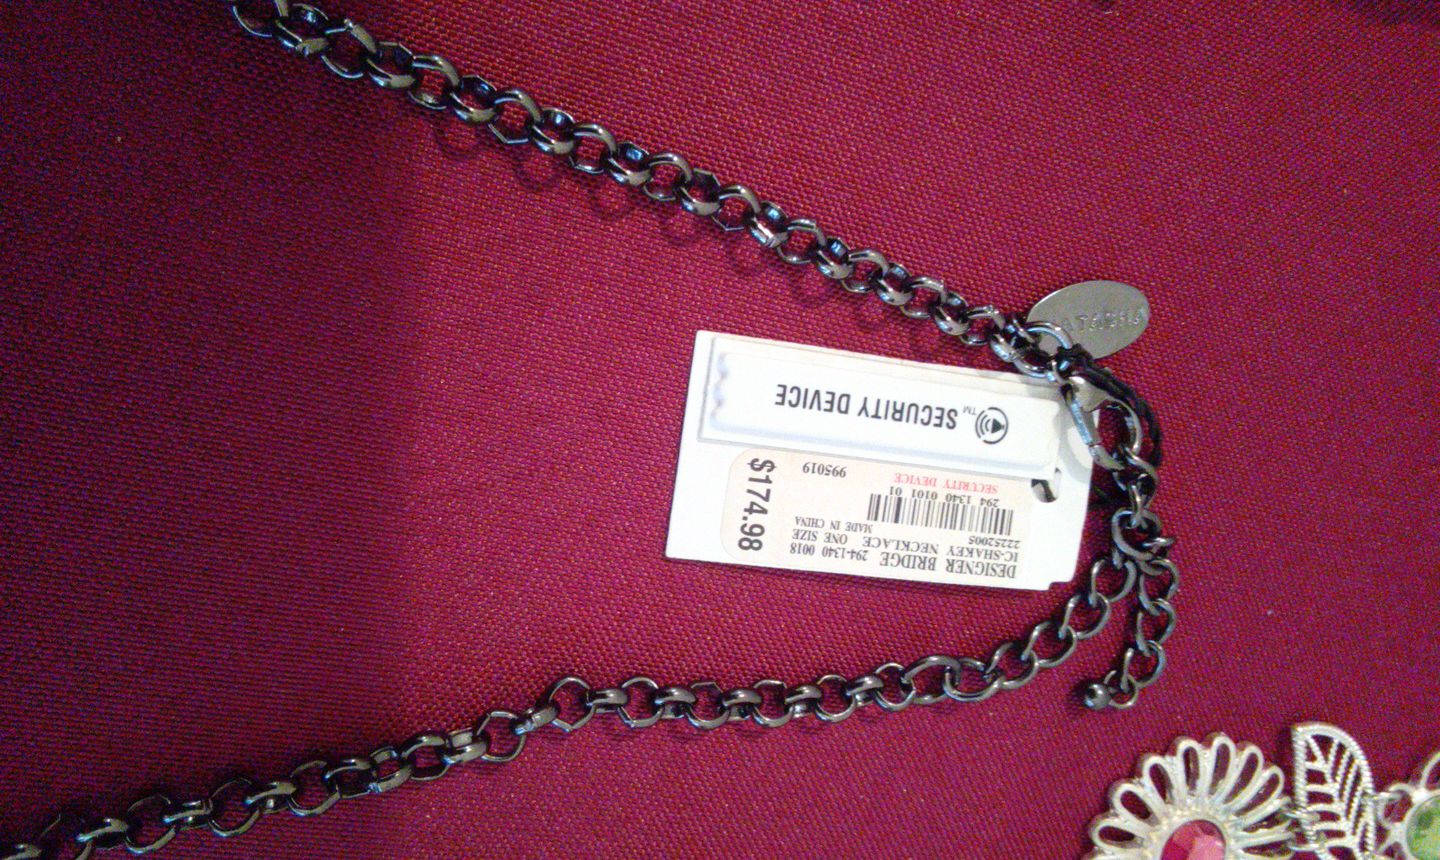 ATASHA
SECURITY DEVICE
TM
DESIGNER BRIDGE 294-1340 0018
IC-SHAKEY NECKLACE ONE SIZE
22252005 MADE IN CHINA
294 1340 0101 01
SECURITY DEVICE
995019
$174.98